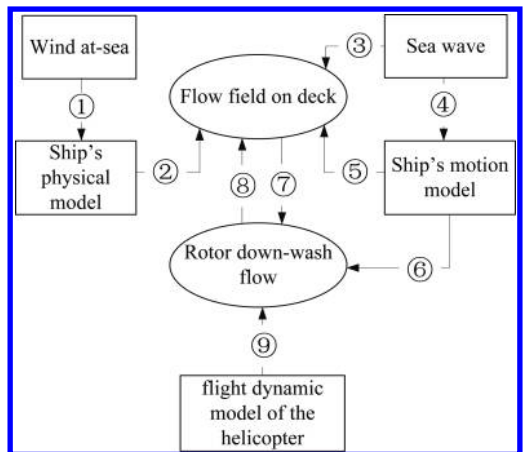 Wind at-sea
③
Sea wave
Flow field on deck
①
④
Ship's
physical
model
②
⑤
Ship's motion
model
⑧
⑦
Rotor down-wash
flow
⑥
⑨
flight dynamic
model of the
helicopter